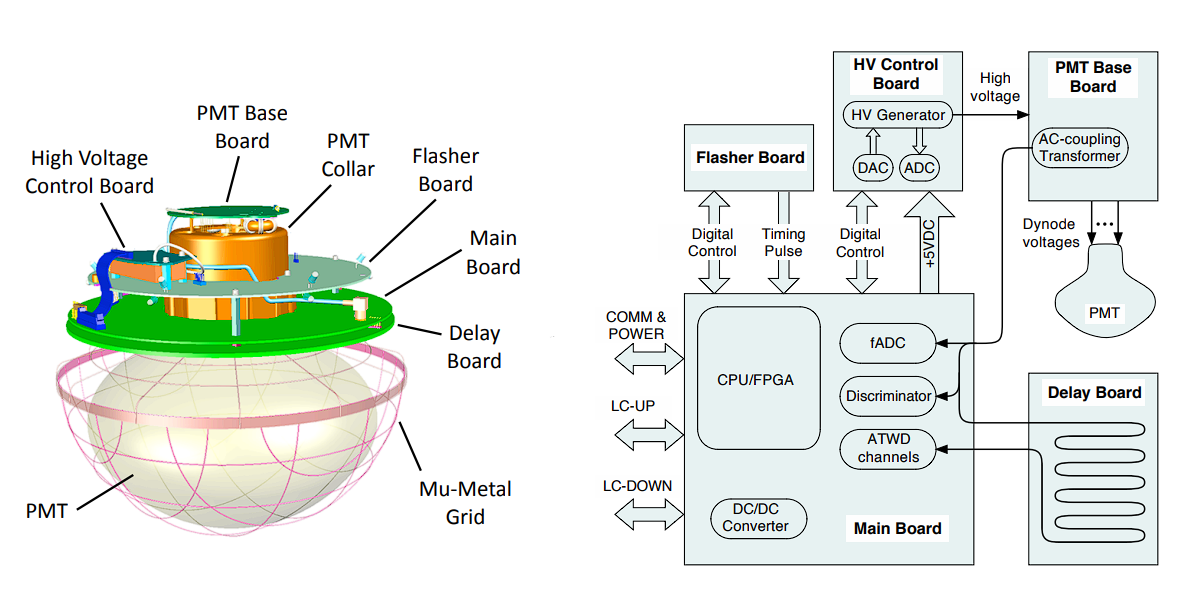 PMT Base
Board
PMT
Collar
High Voltage
Control Board
Flasher
Board
Main
Board
Delay
Board
Mu-Metal
Grid
PMT
HV Control
Board
HV Generator
DAC
ADC
High
voltage
PMT Base
Board
AC-coupling
Transformer
Flasher Board
Digital
Control
Timing
Pulse
Digital
Control
+5VDC
Dynode
voltages
PMT
COMM &
POWER
LC-UP
LC-DOWN
CPU/FPGA
fADC
Discriminator
ATWD
channels
DC/DC
Converter
Main Board
Delay Board